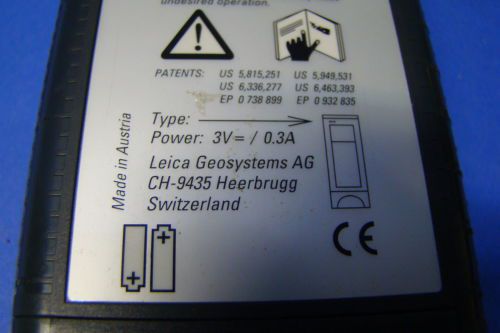 undesired operation.
PATENTS: US 5,815,251 US 5,949,531
US 6,336,277 US 6,463,393
EP 0 738 899 EP 0 932 835
Type:
Power: 3V= / 0.3A
Leica Geosystems AG
CH-9435 Heerbrugg
Switzerland
Made in Austria
CE